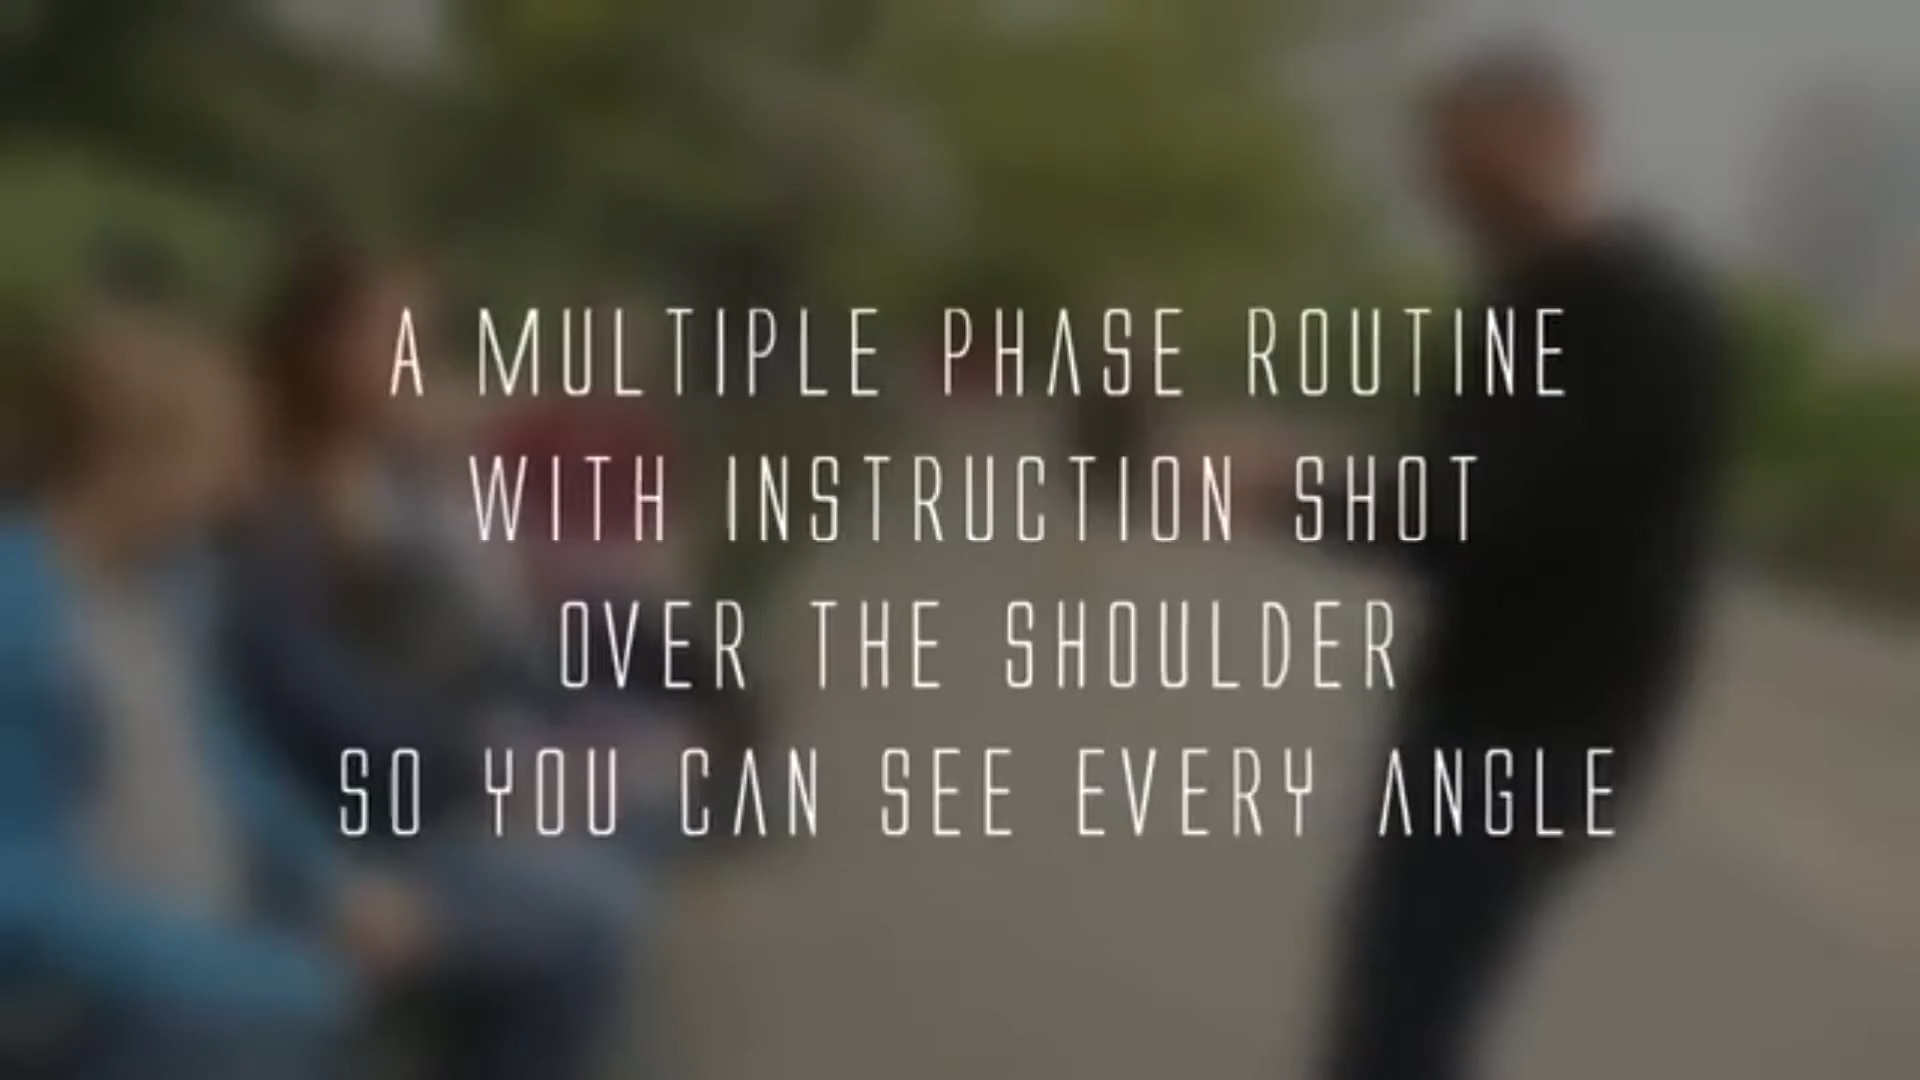 A MULTIPLE PHASE ROUTINE
WITH INSTRUCTION SHOT
OVER THE SHOULDER
SO YOU CAN SEE EVERY ANGLE